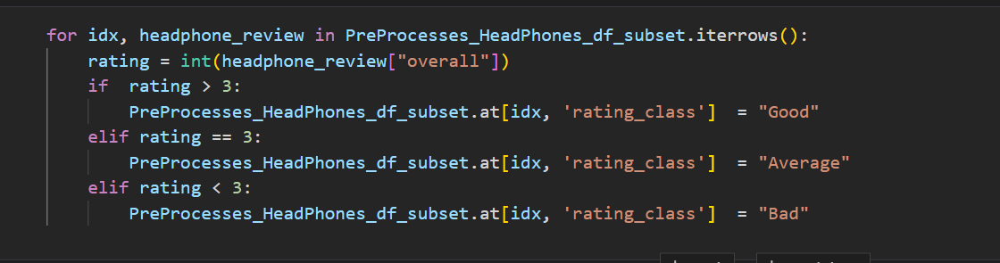 for idx, headphone_review in PreProcesses_HeadPhones_df_subset.iterrows():
    rating = int(headphone_review["overall"])
    if  rating > 3:
        PreProcesses_HeadPhones_df_subset.at[idx, 'rating_class']  = "Good"
    elif rating == 3:
        PreProcesses_HeadPhones_df_subset.at[idx, 'rating_class']  = "Average"
    elif rating < 3:
        PreProcesses_HeadPhones_df_subset.at[idx, 'rating_class']  = "Bad"